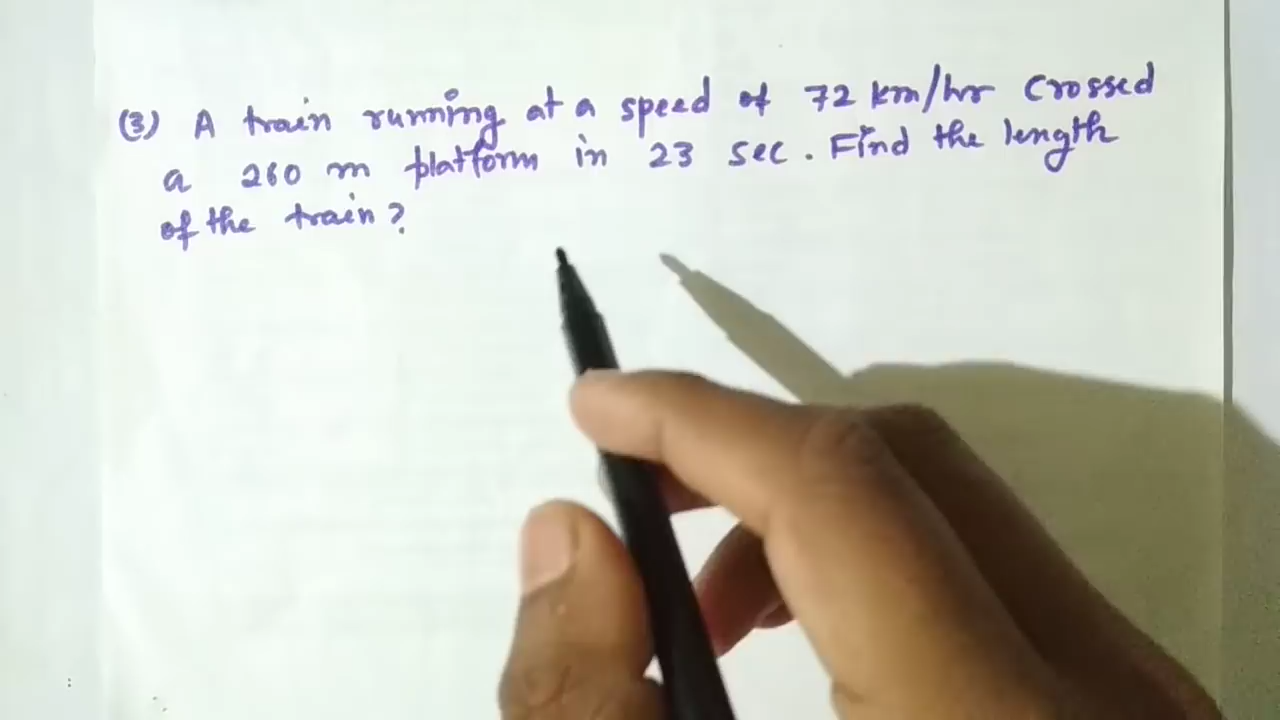 (3) A train running at a speed of 72 km/hr crossed
a 260 m platform in 23 sec. Find the length
of the train?